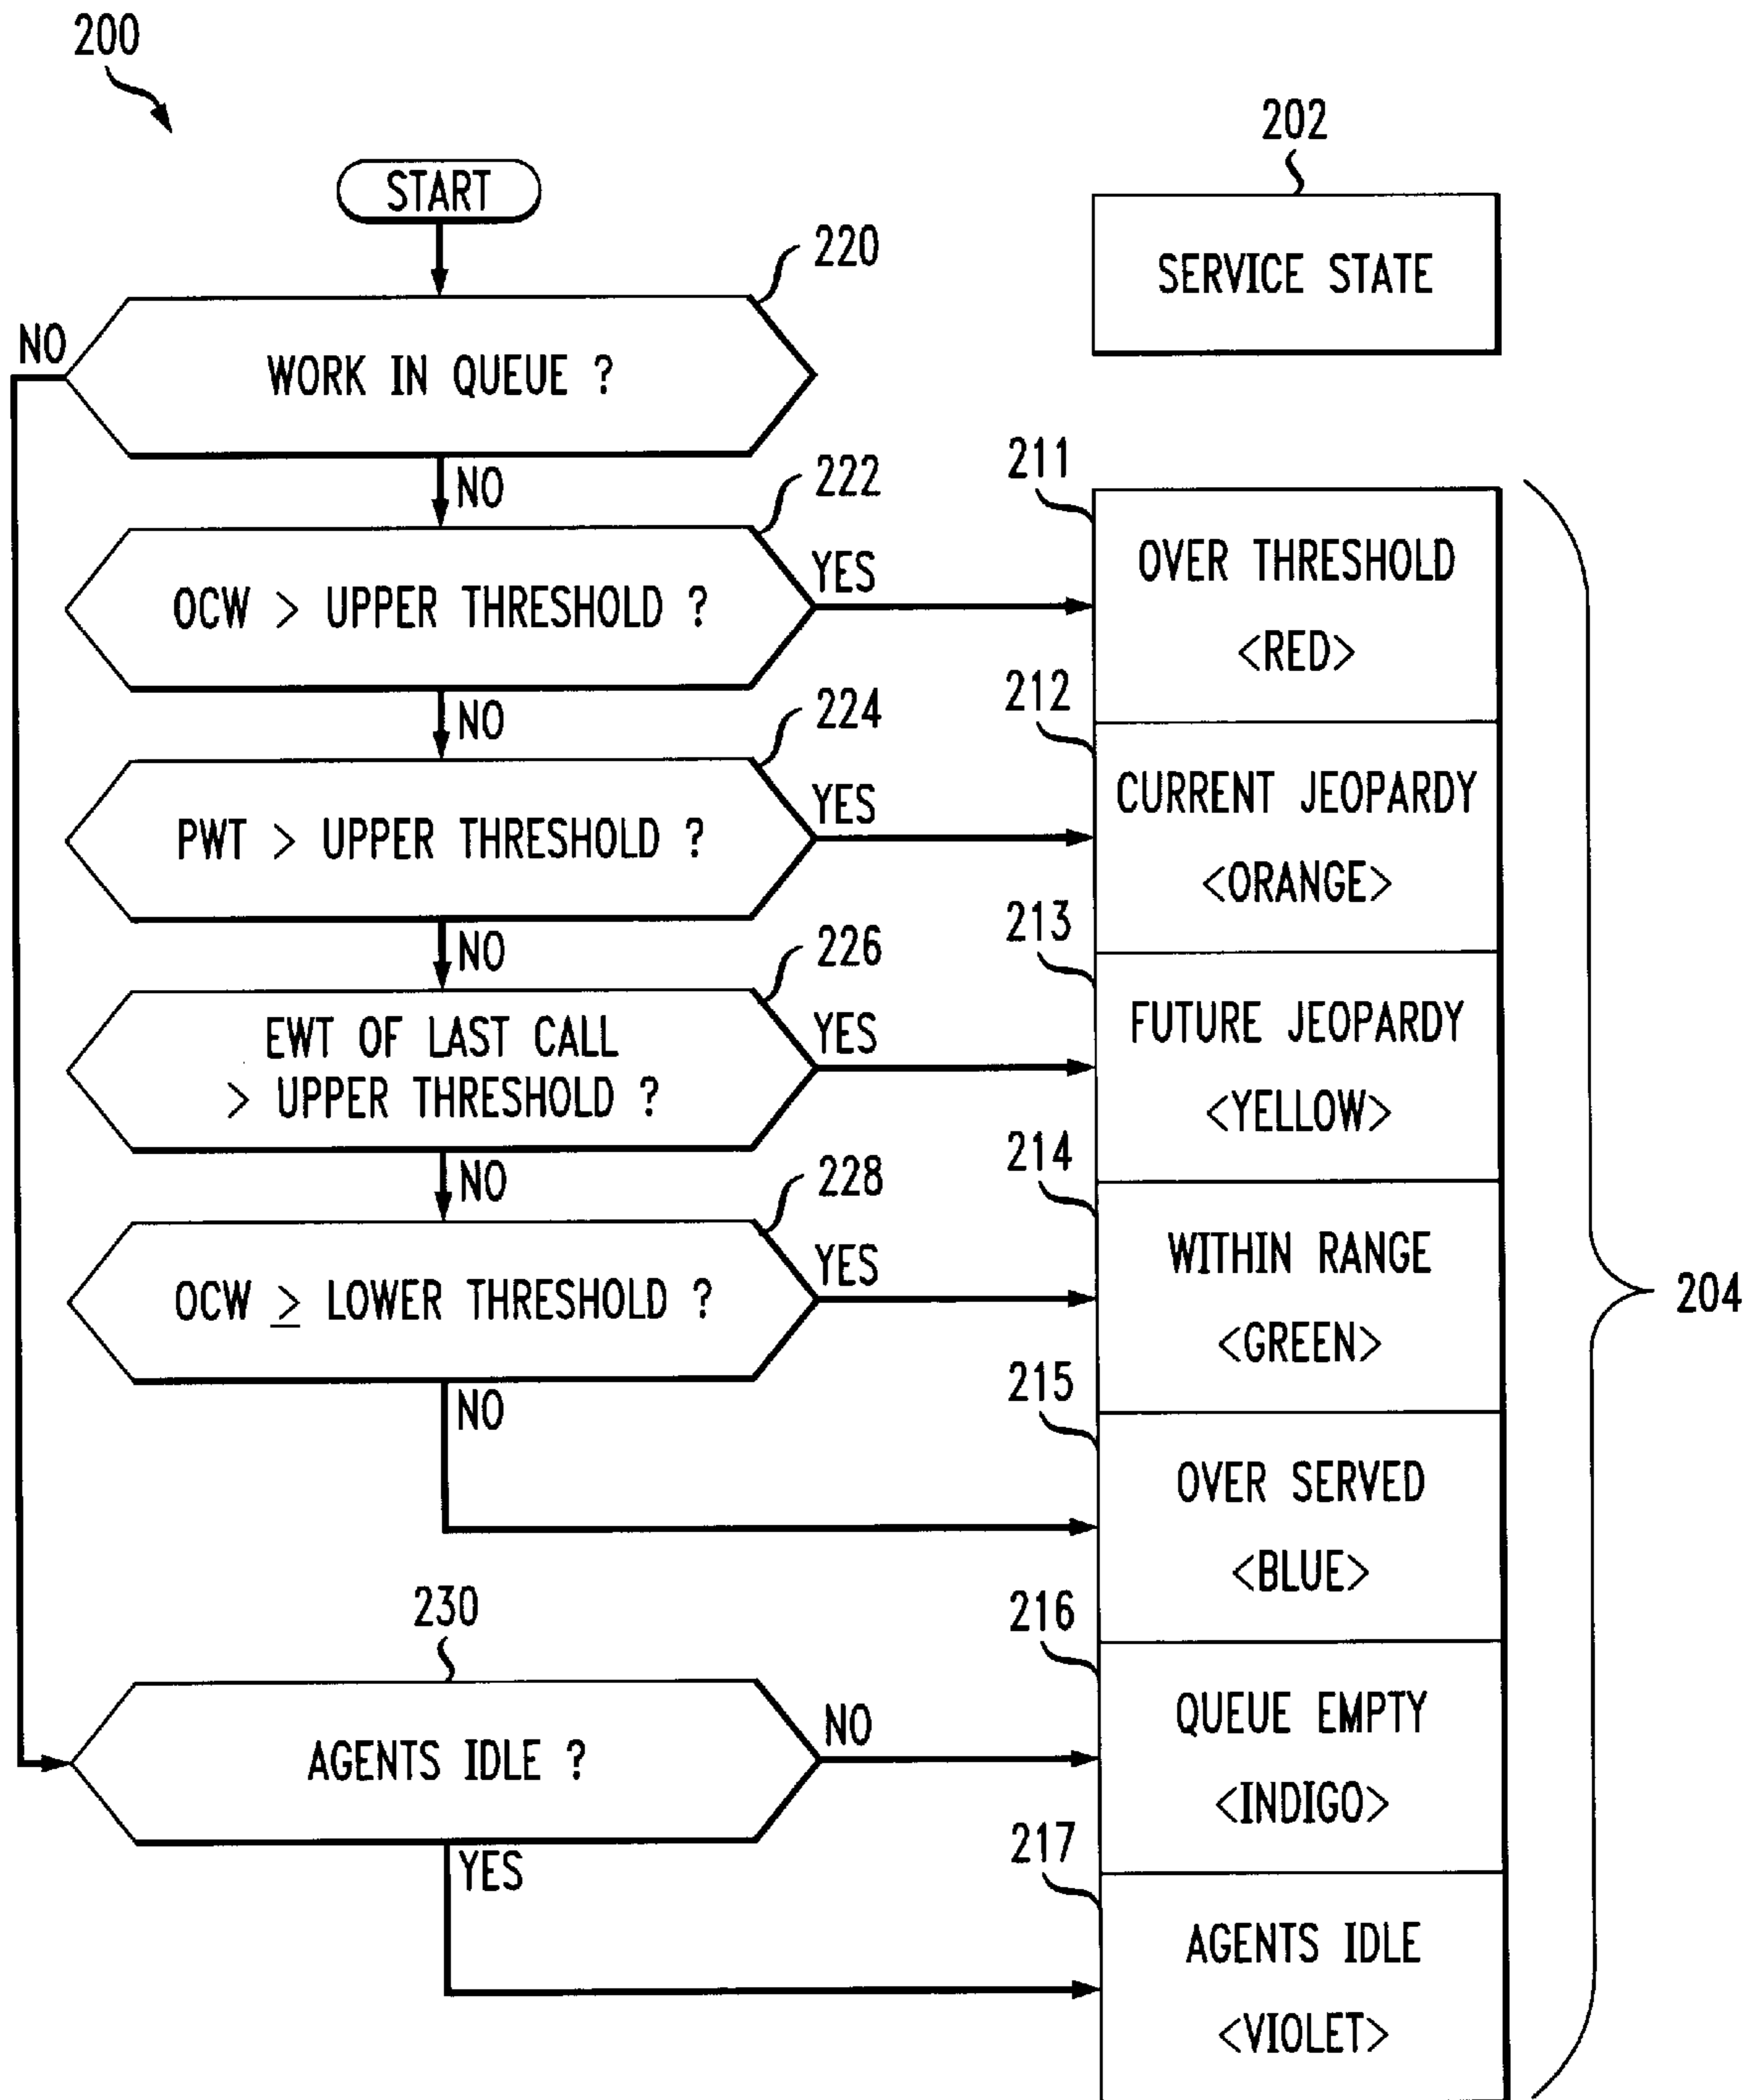 200
202
START
SERVICE STATE
220
WORK IN QUEUE ?
NO
NO
222
OCW > UPPER THRESHOLD ?
YES
211
OVER THRESHOLD
<RED>
NO
224
PWT > UPPER THRESHOLD ?
YES
212
CURRENT JEOPARDY
<ORANGE>
NO
226
EWT OF LAST CALL
> UPPER THRESHOLD ?
YES
213
FUTURE JEOPARDY
<YELLOW>
NO
228
OCW ≥ LOWER THRESHOLD ?
YES
214
WITHIN RANGE
<GREEN>
204
NO
215
OVER SERVED
<BLUE>
230
AGENTS IDLE ?
NO
216
QUEUE EMPTY
<INDIGO>
YES
217
AGENTS IDLE
<VIOLET>